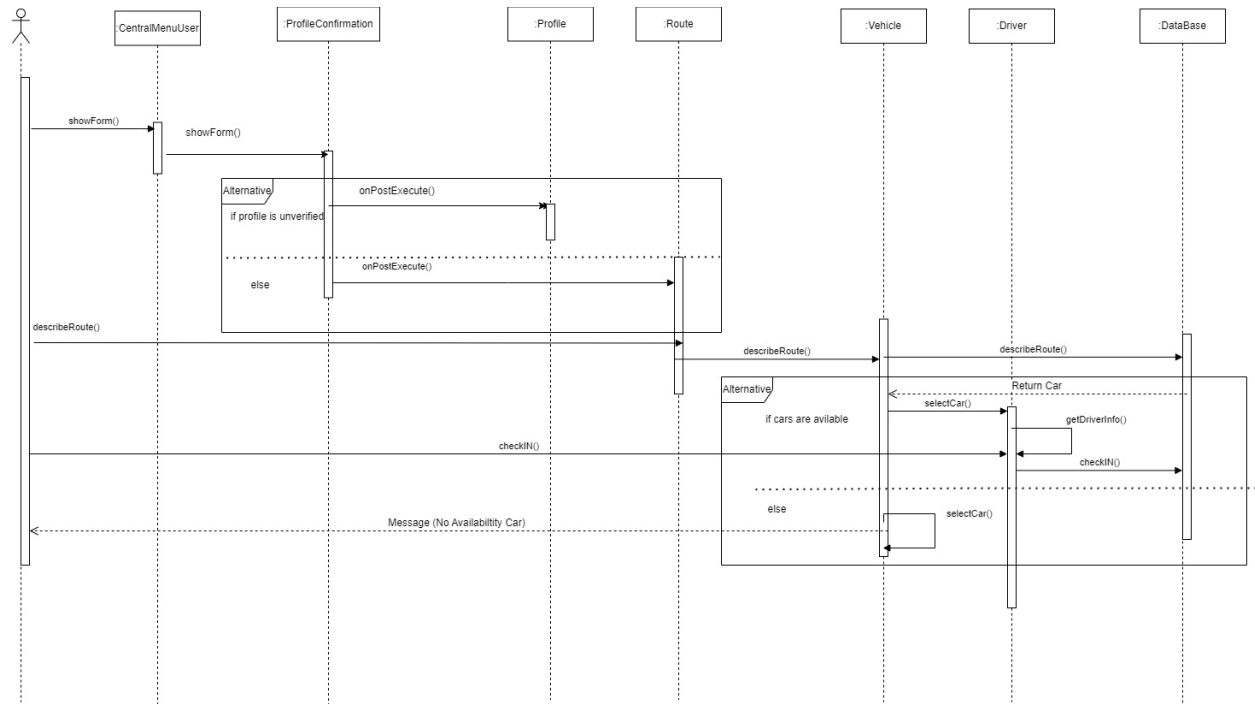 :CentralMenuUser
:ProfileConfirmation
:Profile
:Route
:Vehicle
:Driver
:DataBase
showForm()
showForm()
Alternative
onPostExecute()
if profile is unverified
onPostExecute()
else
describeRoute()
describeRoute()
describeRoute()
Alternative
Return Car
selectCar()
if cars are avilable
getDriverInfo()
checkIN()
checkIN()
else
selectCar()
Message (No Availabiltity Car)